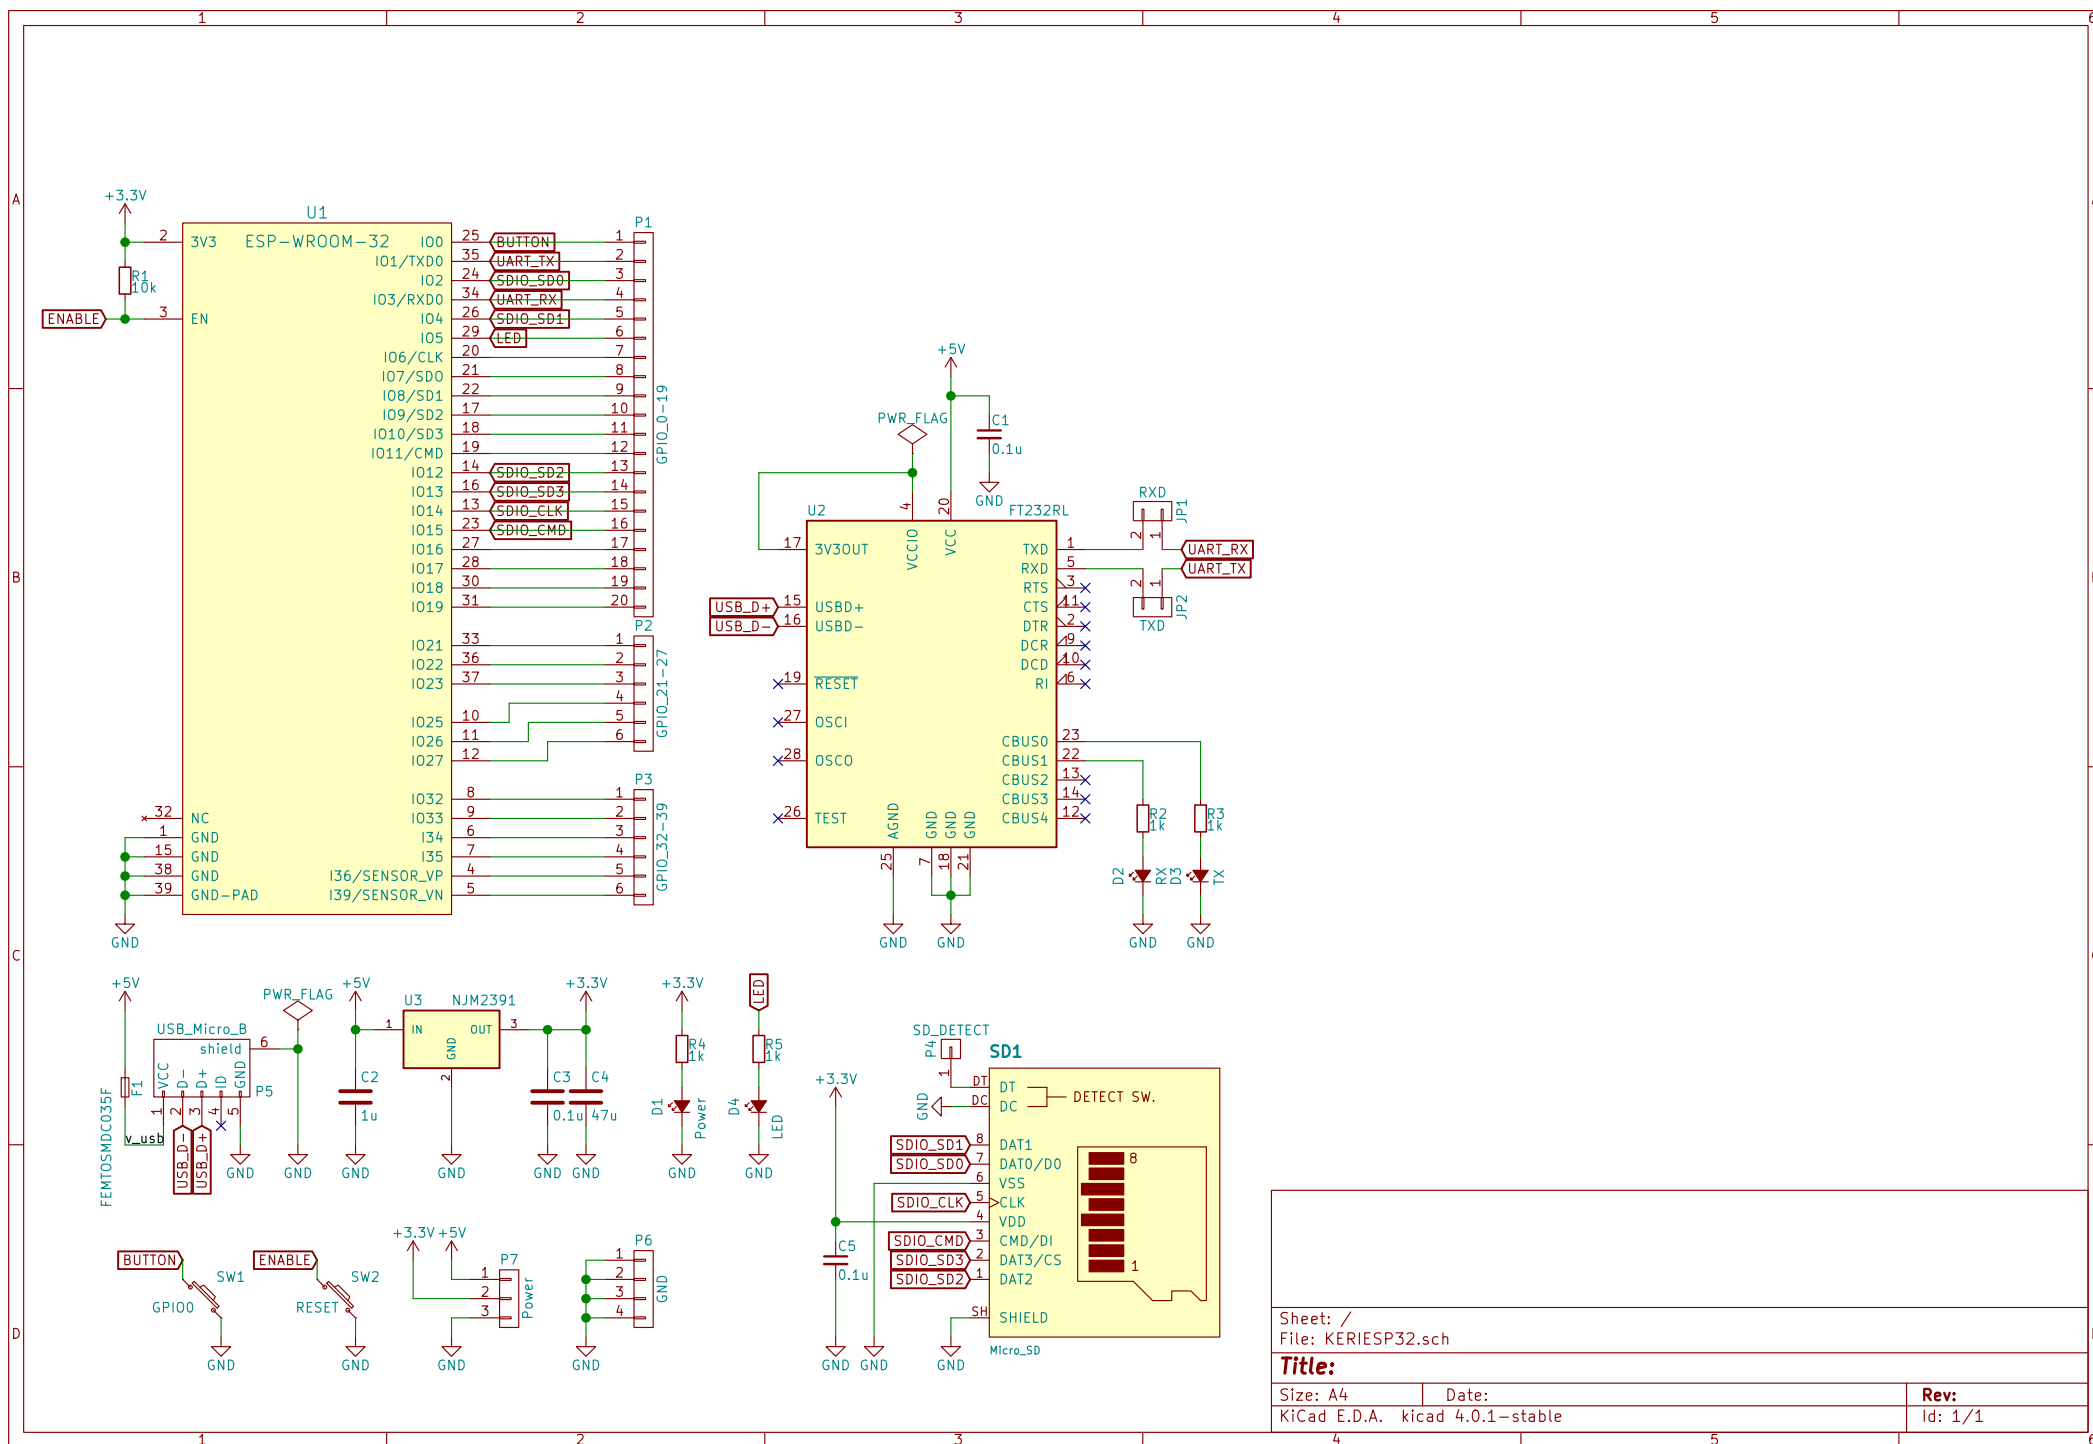 1 2 3 4 5 6
A
B
C
D
+3.3V
R1
10k
ENABLE
U1
ESP-WROOM-32
2 3V3
3 EN
32 NC
1 GND
15 GND
38 GND
39 GND-PAD
GND
IO0 25 BUTTON 1
IO1/TXD0 35 UART_TX 2
IO2 24 SDIO_SD0 3
IO3/RXD0 34 UART_RX 4
IO4 26 SDIO_SD1 5
IO5 29 LED 6
IO6/CLK 20 7
IO7/SD0 21 8
IO8/SD1 22 9
IO9/SD2 17 10
IO10/SD3 18 11
IO11/CMD 19 12
IO12 14 SDIO_SD2 13
IO13 16 SDIO_SD3 14
IO14 13 SDIO_CLK 15
IO15 23 SDIO_CMD 16
IO16 27 17
IO17 28 18
IO18 30 19
IO19 31 20
P1
GPIO_0-19
IO21 33 1
IO22 36 2
IO23 37 3
4
IO25 10 5
IO26 11 6
IO27 12
P2
GPIO_21-27
IO32 8 1
IO33 9 2
I34 6 3
I35 7 4
I36/SENSOR_VP 4 5
I39/SENSOR_VN 5 6
P3
GPIO_32-39
+5V
PWR_FLAG
C1
0.1u
GND
U2
FT232RL
4 VCCIO
20 VCC
17 3V3OUT
USB_D+ 15 USBD+
USB_D- 16 USBD-
19 RESET
27 OSCI
28 OSCO
26 TEST
TXD 1
RXD 5
RTS 3
CTS 11
DTR 2
DCR 9
DCD 10
RI 6
CBUS0 23
CBUS1 22
CBUS2 13
CBUS3 14
CBUS4 12
AGND 25
GND 7
GND 18
GND 21
GND
GND
RXD
JP1
2 1
UART_RX
UART_TX
2 1
JP2
TXD
R2
1k
R3
1k
D2
RX
D3
TX
GND
GND
+5V
F1
FEMTOSMDC035F
v_usb
PWR_FLAG
USB_Micro_B
shield 6
VCC D- D+ ID GND
P5
1 2 3 4 5
USB_D-
USB_D+
GND
GND
+5V
U3
NJM2391
1 IN
OUT 3
GND
2
C2
1u
C3
0.1u
C4
47u
+3.3V
GND
GND
GND
GND
+3.3V
R4
1k
D1
Power
GND
LED
R5
1k
D4
LED
GND
BUTTON
SW1
GPIO0
GND
ENABLE
SW2
RESET
GND
+3.3V
+5V
P7
1
2
3
Power
GND
P6
1
2
3
4
GND
GND
SD_DETECT
P4
1
SD1
+3.3V
GND
DT DT
DC DC
DETECT SW.
SDIO_SD1 8 DAT1
SDIO_SD0 7 DAT0/D0
6 VSS
SDIO_CLK 5 CLK
4 VDD
SDIO_CMD 3 CMD/DI
SDIO_SD3 2 DAT3/CS
SDIO_SD2 1 DAT2
SH SHIELD
8
1
C5
0.1u
GND
GND
GND
Micro_SD
Sheet: /
File: KERIESP32.sch
Title:
Size: A4 Date: Rev:
KiCad E.D.A. kicad 4.0.1-stable Id: 1/1
1 2 3 4 5 6